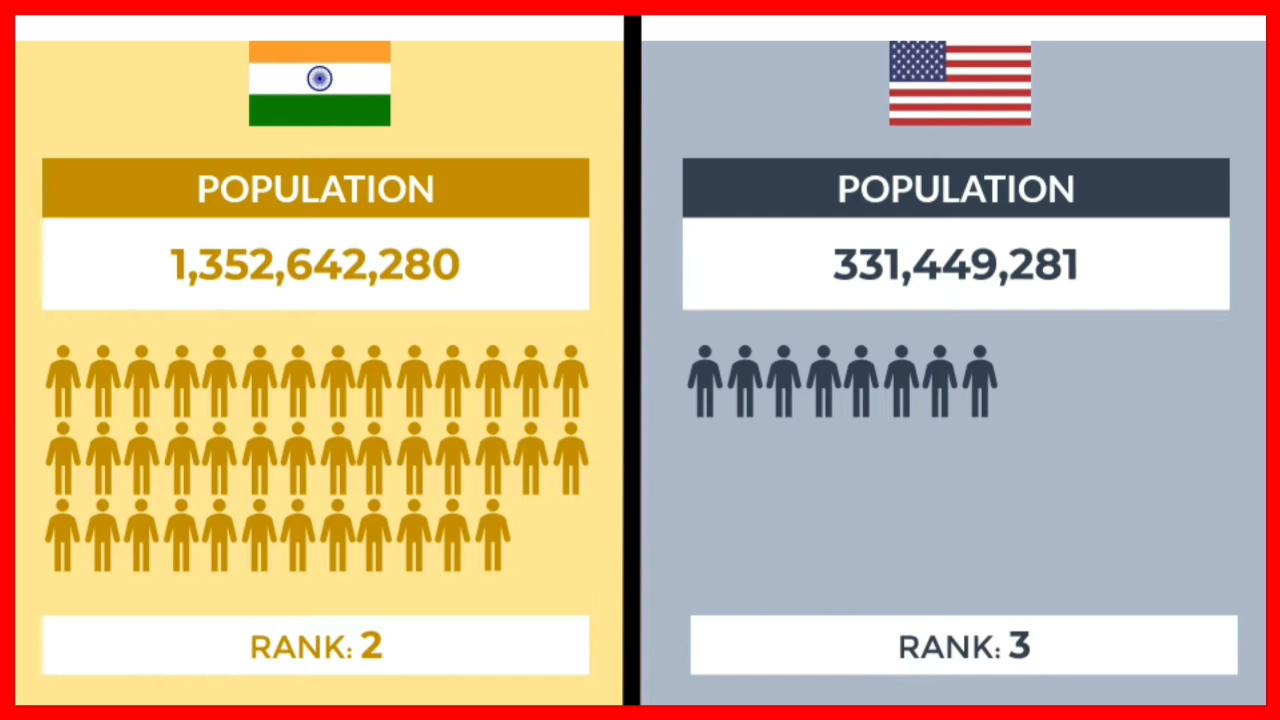 POPULATION
1,352,642,280
RANK: 2
POPULATION
331,449,281
RANK: 3